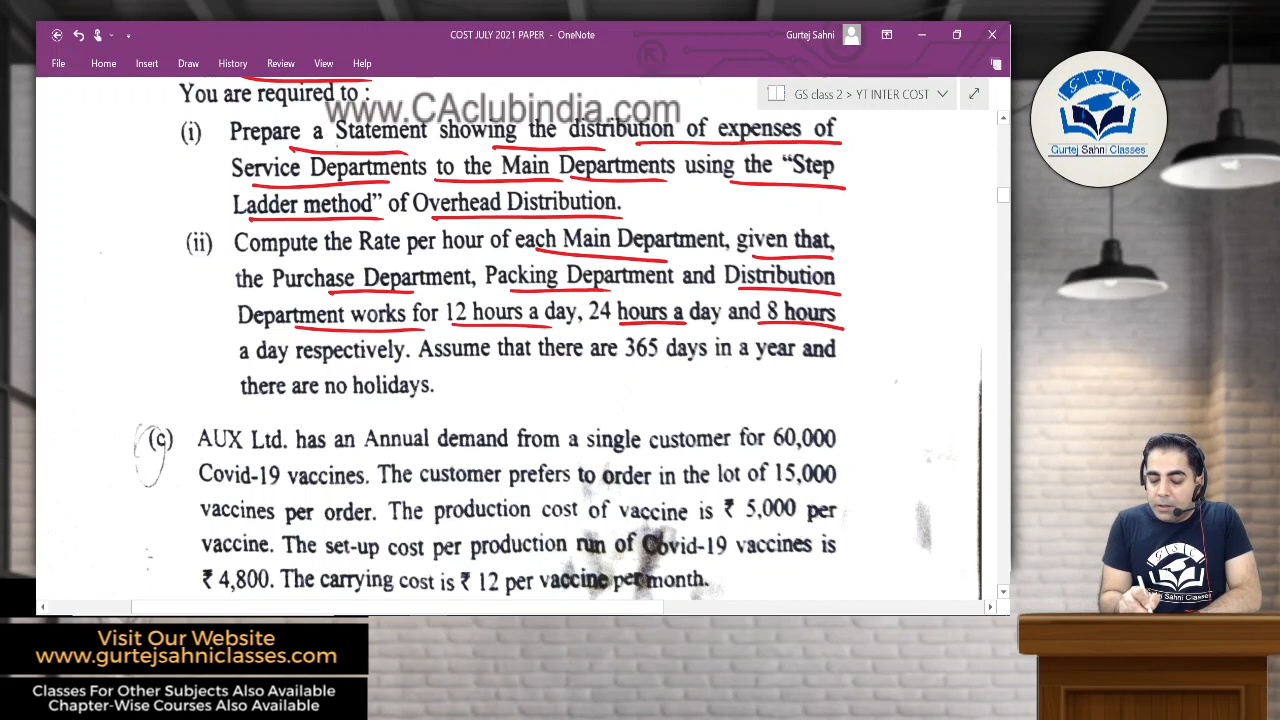 COST JULY 2021 PAPER - OneNote
Gurtej Sahni
File Home Insert Draw History Review View Help
GS class 2 > YT INTER COST
You are required to :
www.CAclubindia.com
(i) Prepare a Statement showing the distribution of expenses of
Service Departments to the Main Departments using the “Step
Ladder method” of Overhead Distribution.
(ii) Compute the Rate per hour of each Main Department, given that,
the Purchase Department, Packing Department and Distribution
Department works for 12 hours a day, 24 hours a day and 8 hours
a day respectively. Assume that there are 365 days in a year and
there are no holidays.
(c) AUX Ltd. has an Annual demand from a single customer for 60,000
Covid-19 vaccines. The customer prefers to order in the lot of 15,000
vaccines per order. The production cost of vaccine is ₹ 5,000 per
vaccine. The set-up cost per production run of Covid-19 vaccines is
₹ 4,800. The carrying cost is ₹ 12 per vaccine per month.
GSC
Gurtej Sahni Classes
GSC
Sahni Classes
Visit Our Website
www.gurtejsahniclasses.com
Classes For Other Subjects Also Available
Chapter-Wise Courses Also Available